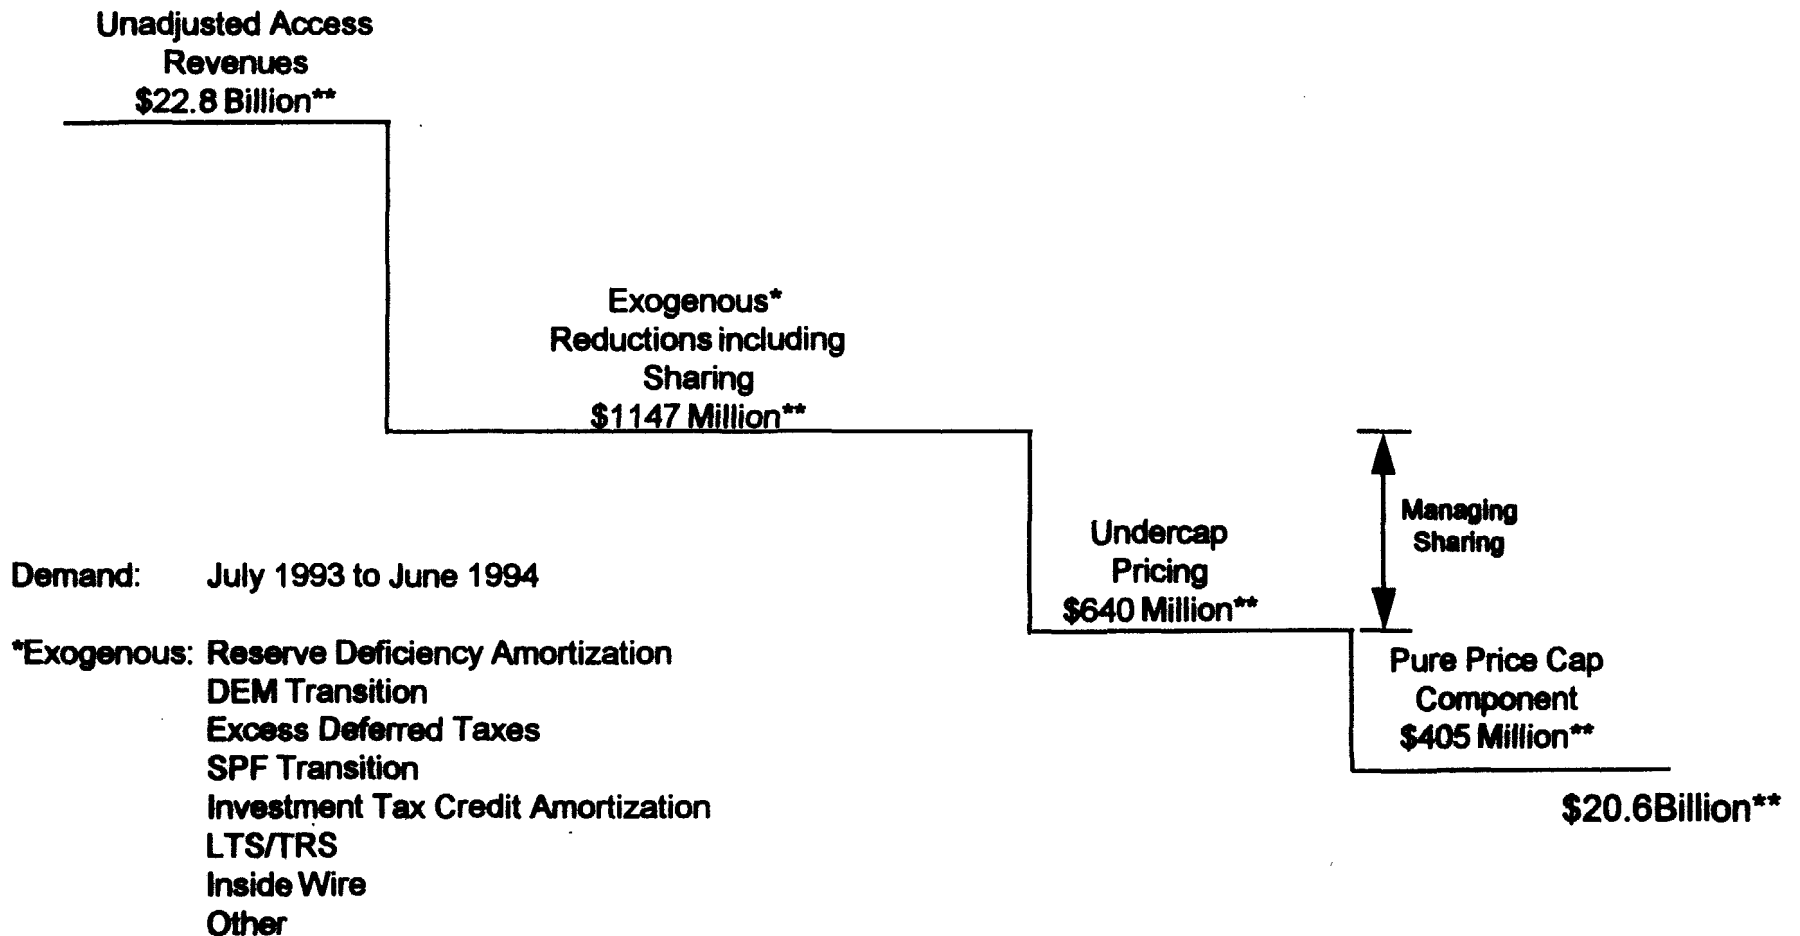 Unadjusted Access
Revenues
$22.8 Billion**
Exogenous*
Reductions including
Sharing
$1147 Million**
Managing
Sharing
Undercap
Pricing
$640 Million**
Pure Price Cap
Component
$405 Million**
$20.6Billion**
Demand: July 1993 to June 1994
*Exogenous: Reserve Deficiency Amortization
DEM Transition
Excess Deferred Taxes
SPF Transition
Investment Tax Credit Amortization
LTS/TRS
Inside Wire
Other